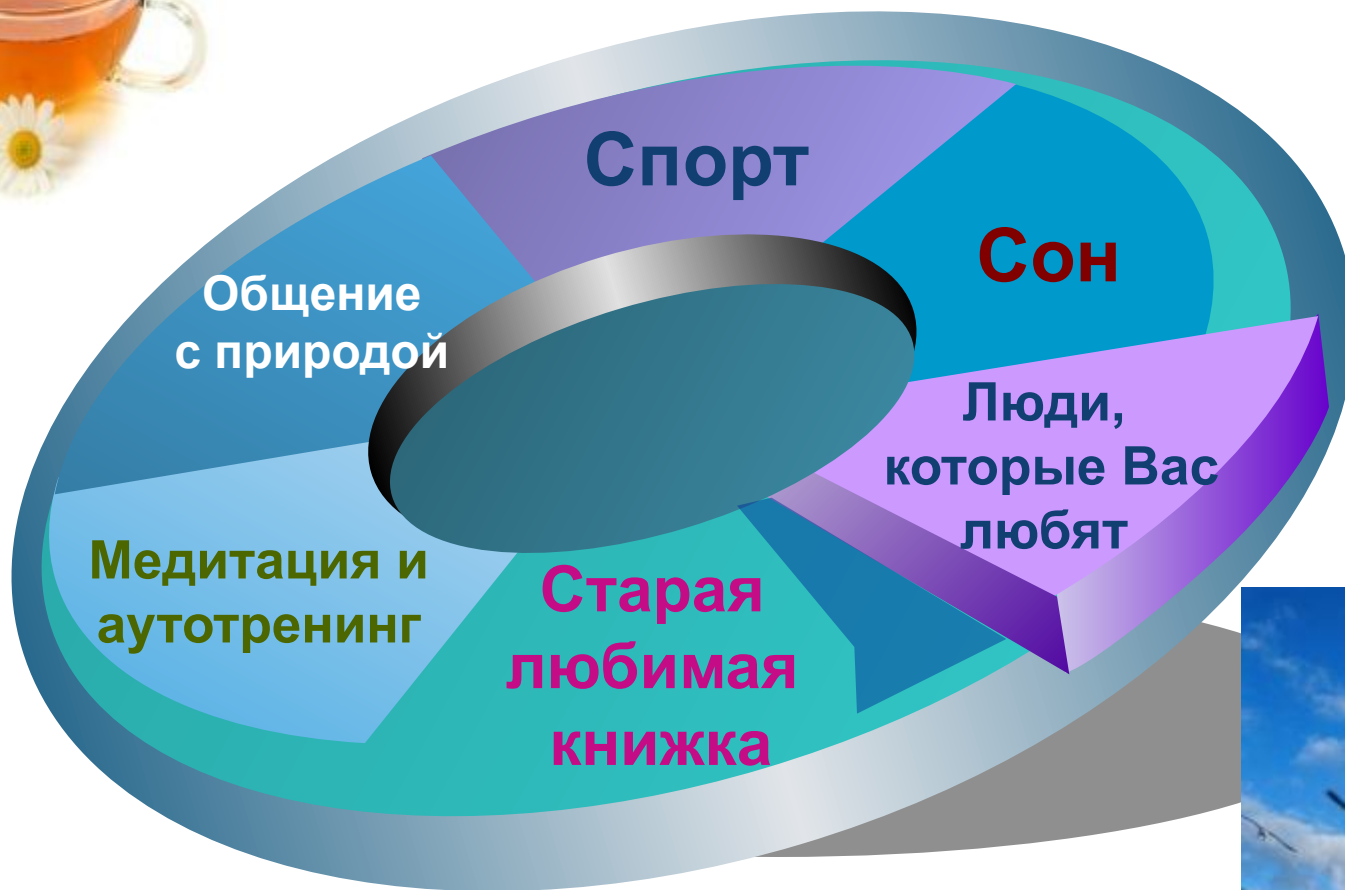 Спорт
Сон
Общение
с природой
Люди,
которые Вас
любят
Медитация и
аутотренинг
Старая
любимая
книжка